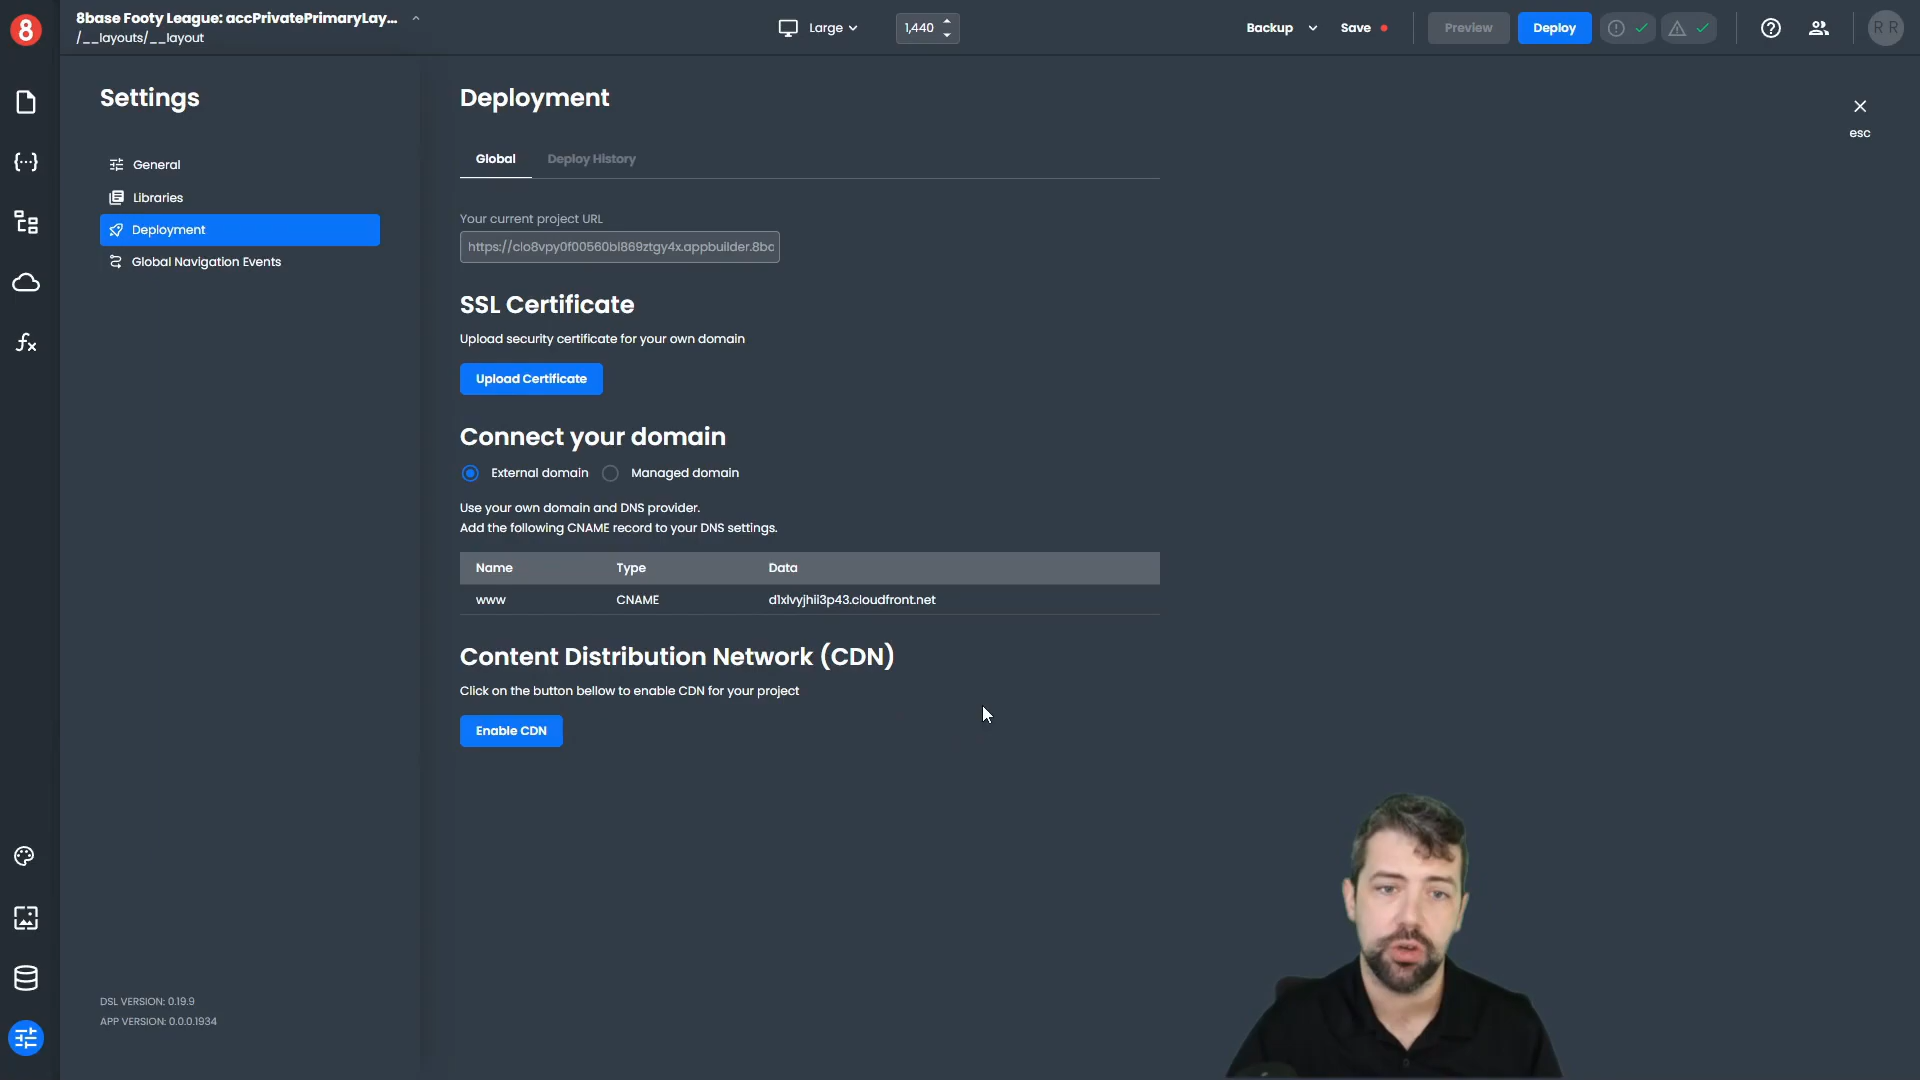 8
8base Footy League: accPrivatePrimaryLay...
/__layouts/__layout
Large
1,440
Backup
Save
Preview
Deploy
R R
Settings
General
Libraries
Deployment
Global Navigation Events
DSL VERSION: 0.19.9
APP VERSION: 0.0.0.1934
Deployment
esc
Global
Deploy History
Your current project URL
https://clo8vpy0f00560bl869ztgy4x.appbuilder.8bc
SSL Certificate
Upload security certificate for your own domain
Upload Certificate
Connect your domain
External domain
Managed domain
Use your own domain and DNS provider.
Add the following CNAME record to your DNS settings.
Name Type Data
www CNAME d1xlvyjhii3p43.cloudfront.net
Content Distribution Network (CDN)
Click on the button bellow to enable CDN for your project
Enable CDN